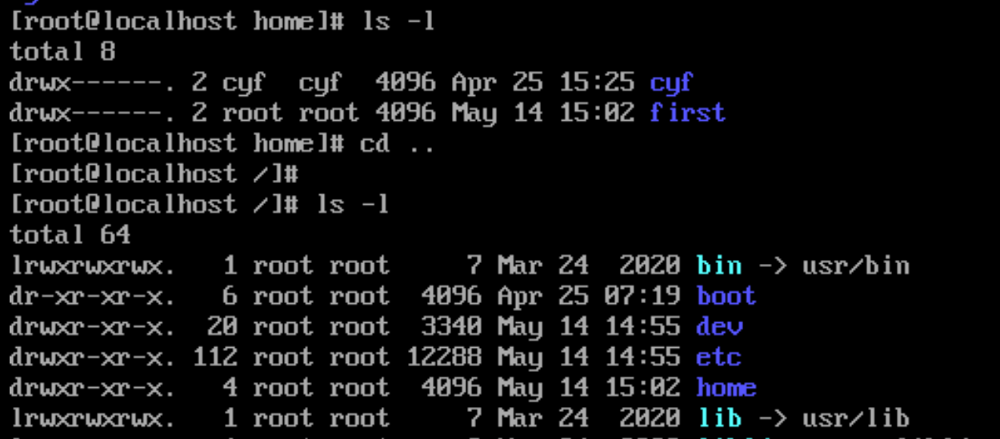 [root@localhost home]# ls -l
total 8
drwx------. 2 cyf  cyf  4096 Apr 25 15:25 cyf
drwx------. 2 root root 4096 May 14 15:02 first
[root@localhost home]# cd ..
[root@localhost /]#
[root@localhost /]# ls -l
total 64
lrwxrwxrwx.   1 root root     7 Mar 24  2020 bin -> usr/bin
dr-xr-xr-x.   6 root root  4096 Apr 25 07:19 boot
drwxr-xr-x.  20 root root  3340 May 14 14:55 dev
drwxr-xr-x. 112 root root 12288 May 14 14:55 etc
drwxr-xr-x.   4 root root  4096 May 14 15:02 home
lrwxrwxrwx.   1 root root     7 Mar 24  2020 lib -> usr/lib